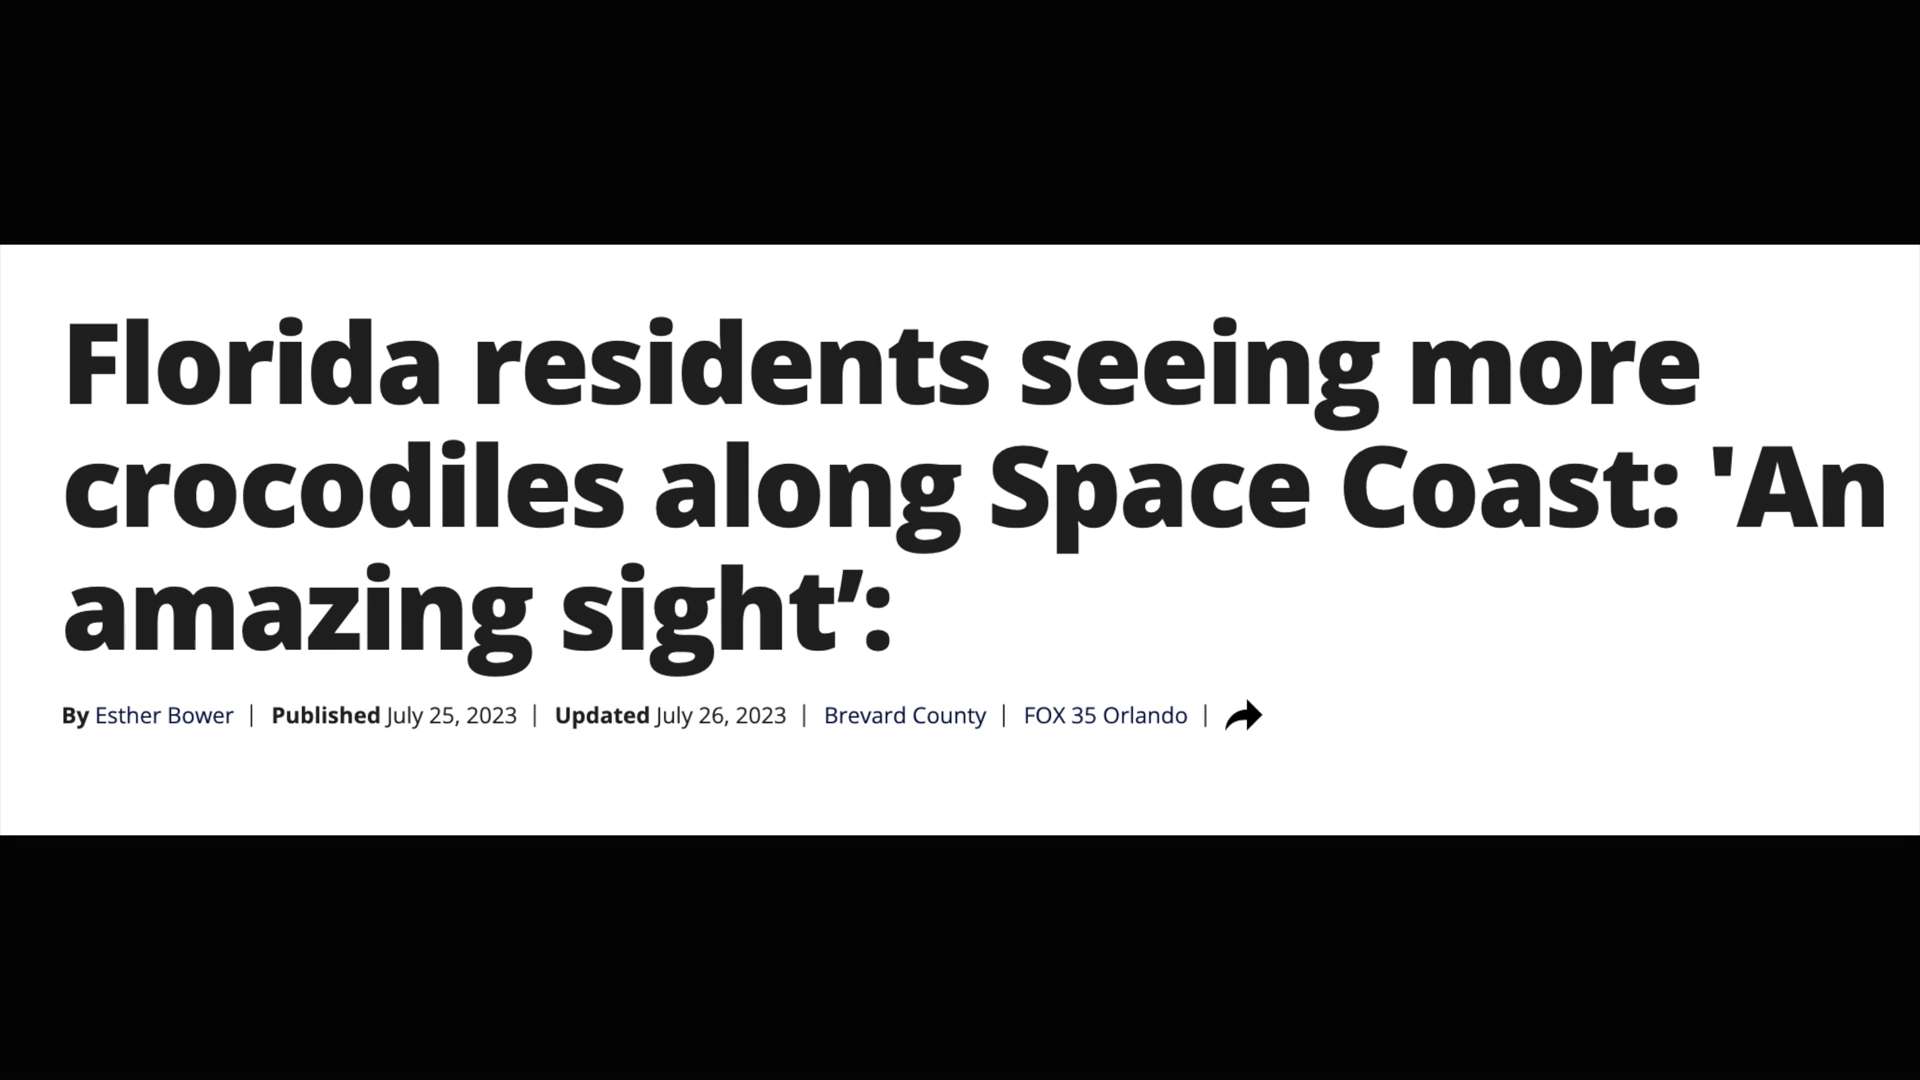 Florida residents seeing more
crocodiles along Space Coast: 'An
amazing sight’:
By Esther Bower | Published July 25, 2023 | Updated July 26, 2023 | Brevard County | FOX 35 Orlando |